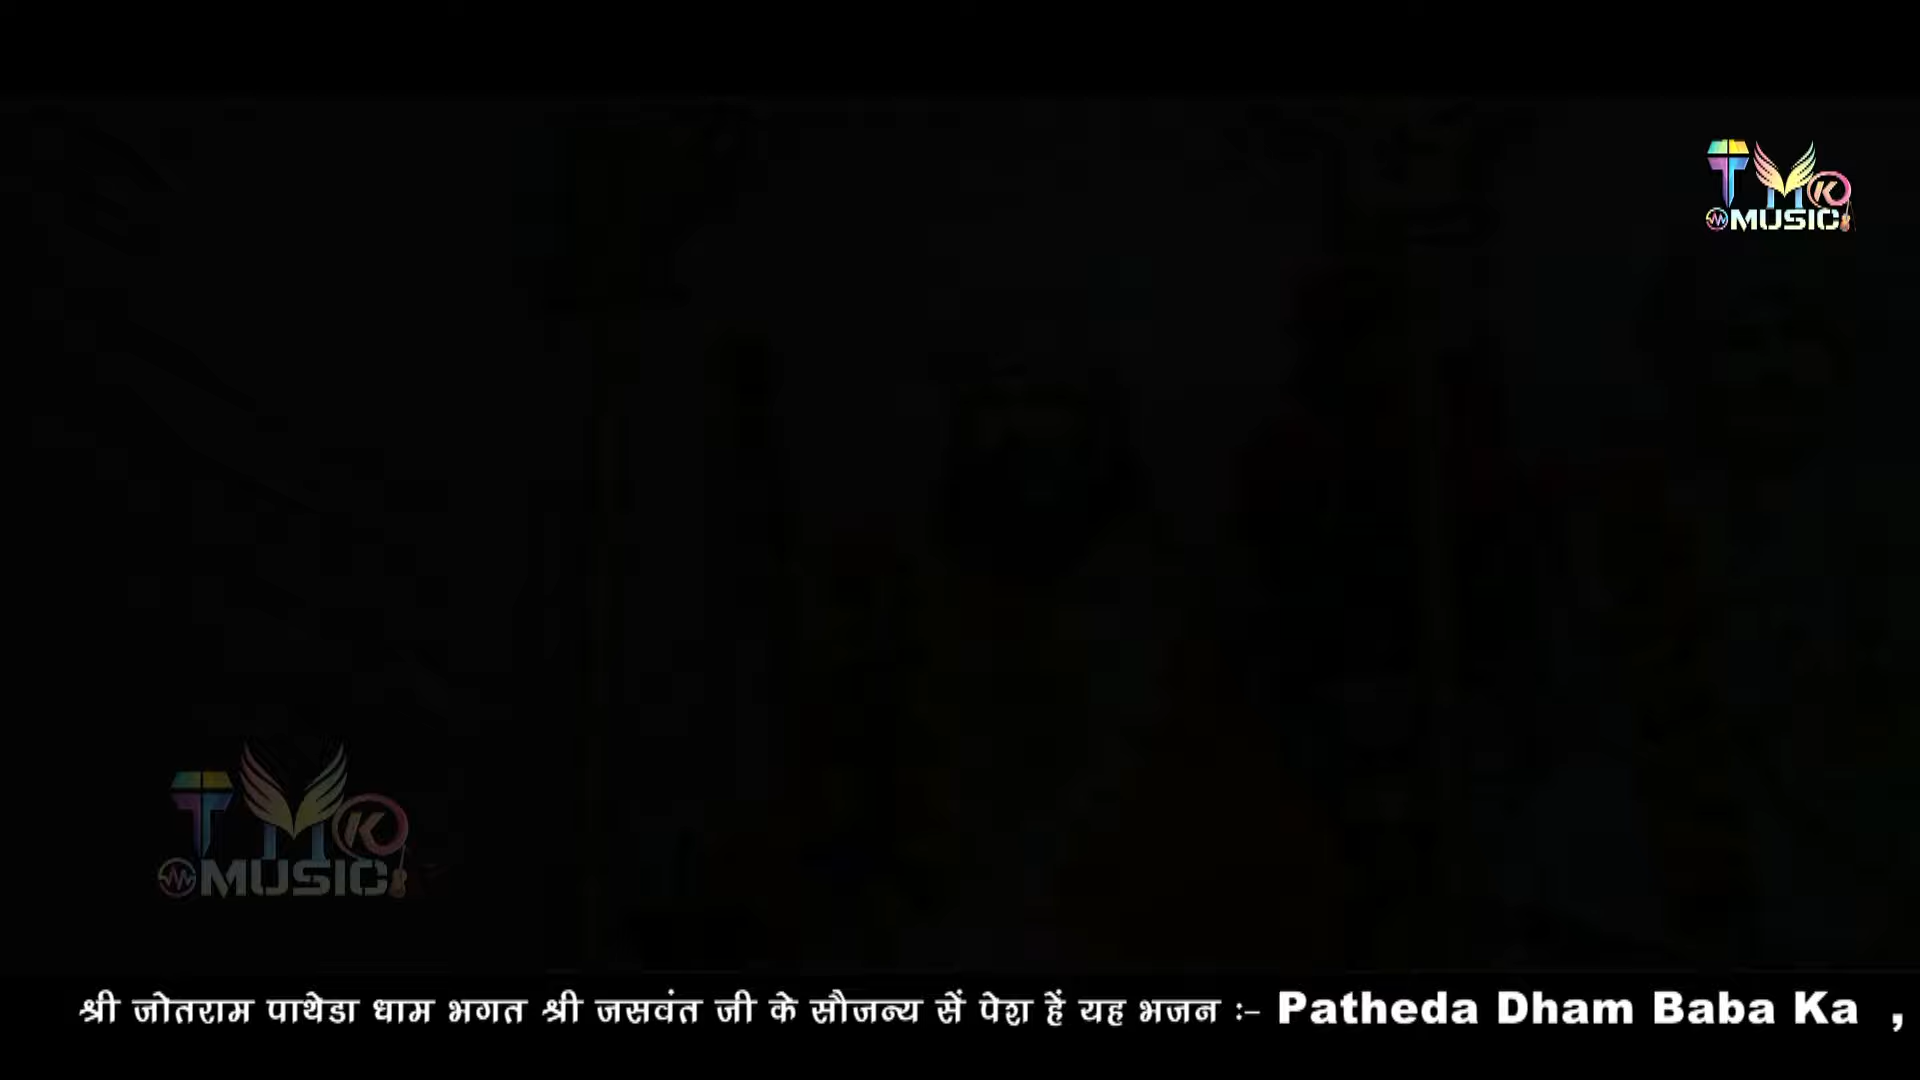 TMK
MUSIC
TMK
MUSIC
श्री जोतराम पाथेडा धाम भगत श्री जसवंत जी के सौजन्य सें पेश हें यह भजन :- Patheda Dham Baba Ka ,